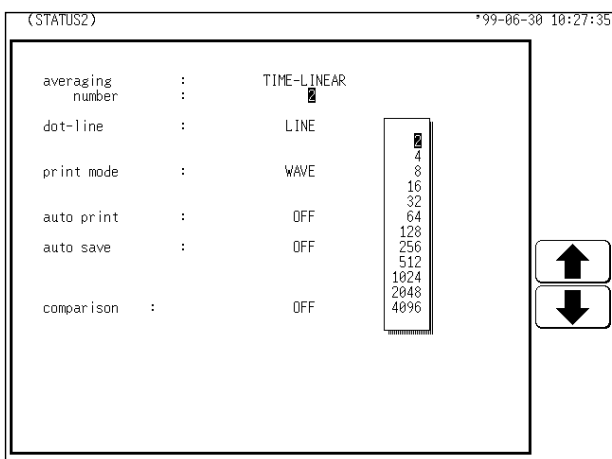 (STATUS2) '99-06-30 10:27:35
averaging : TIME-LINEAR
number : 2
dot-line : LINE
print mode : WAVE
auto print : OFF
auto save : OFF
comparison : OFF
2
4
8
16
32
64
128
256
512
1024
2048
4096